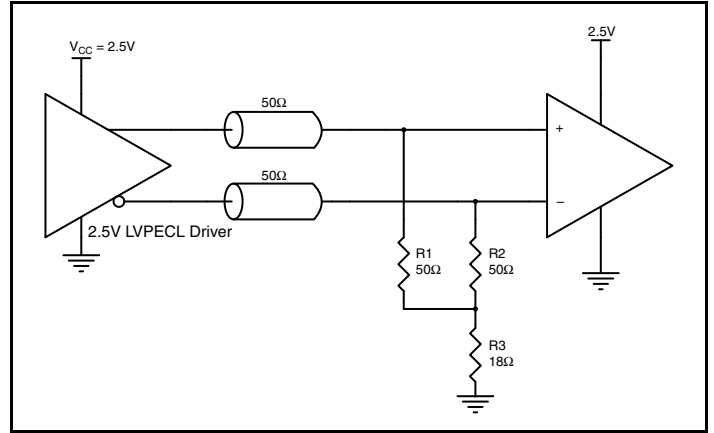 V_CC = 2.5V
2.5V
50Ω
+
50Ω
−
2.5V LVPECL Driver
R1
50Ω
R2
50Ω
R3
18Ω